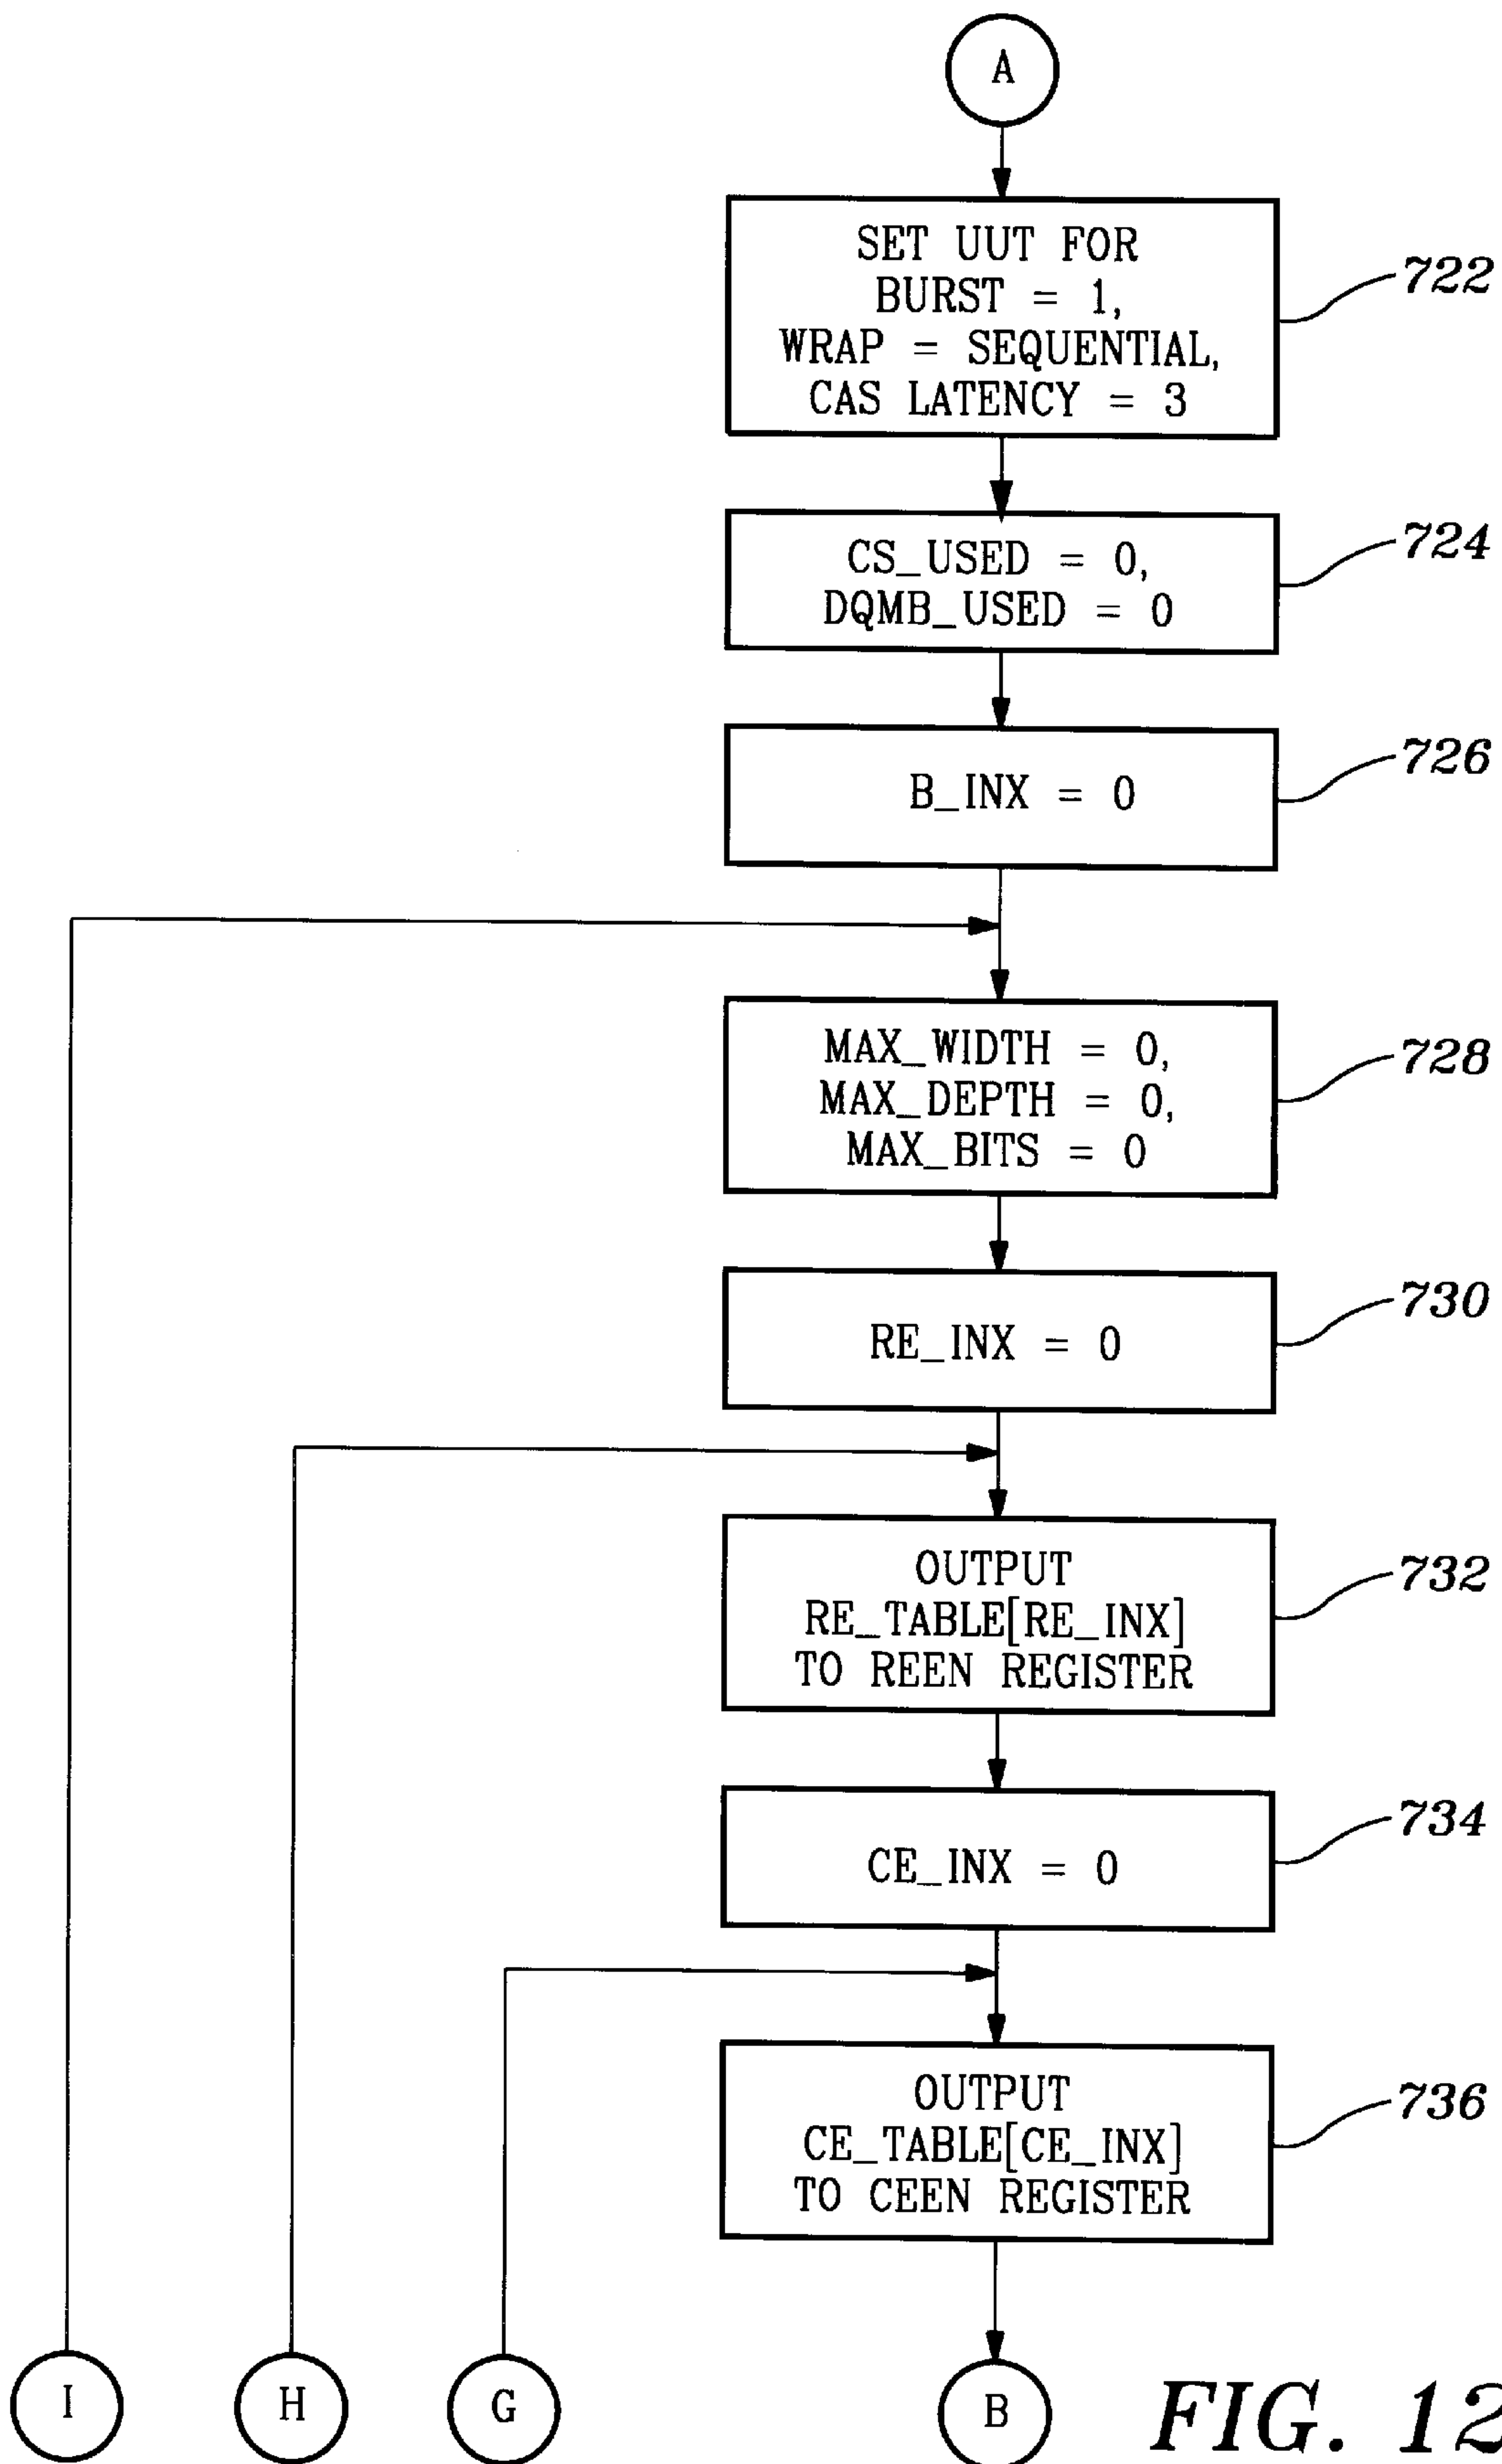 A
SET UUT FOR
BURST = 1,
WRAP = SEQUENTIAL,
CAS LATENCY = 3
722
CS_USED = 0,
DQMB_USED = 0
724
B_INX = 0
726
MAX_WIDTH = 0,
MAX_DEPTH = 0,
MAX_BITS = 0
728
RE_INX = 0
730
OUTPUT
RE_TABLE[RE_INX]
TO REEN REGISTER
732
CE_INX = 0
734
OUTPUT
CE_TABLE[CE_INX]
TO CEEN REGISTER
736
I
H
G
B
FIG. 12